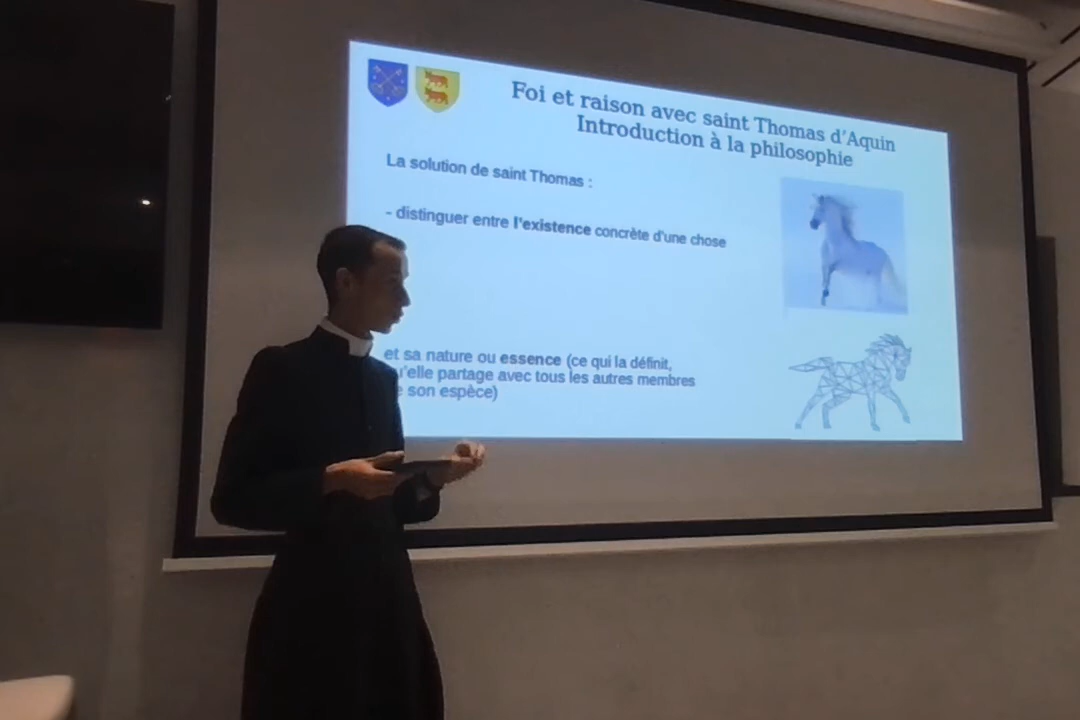 Foi et raison avec saint Thomas d'Aquin
Introduction à la philosophie
La solution de saint Thomas :
- distinguer entre l'existence concrète d'une chose
et sa nature ou essence (ce qui la définit,
u'elle partage avec tous les autres membres
son espèce)